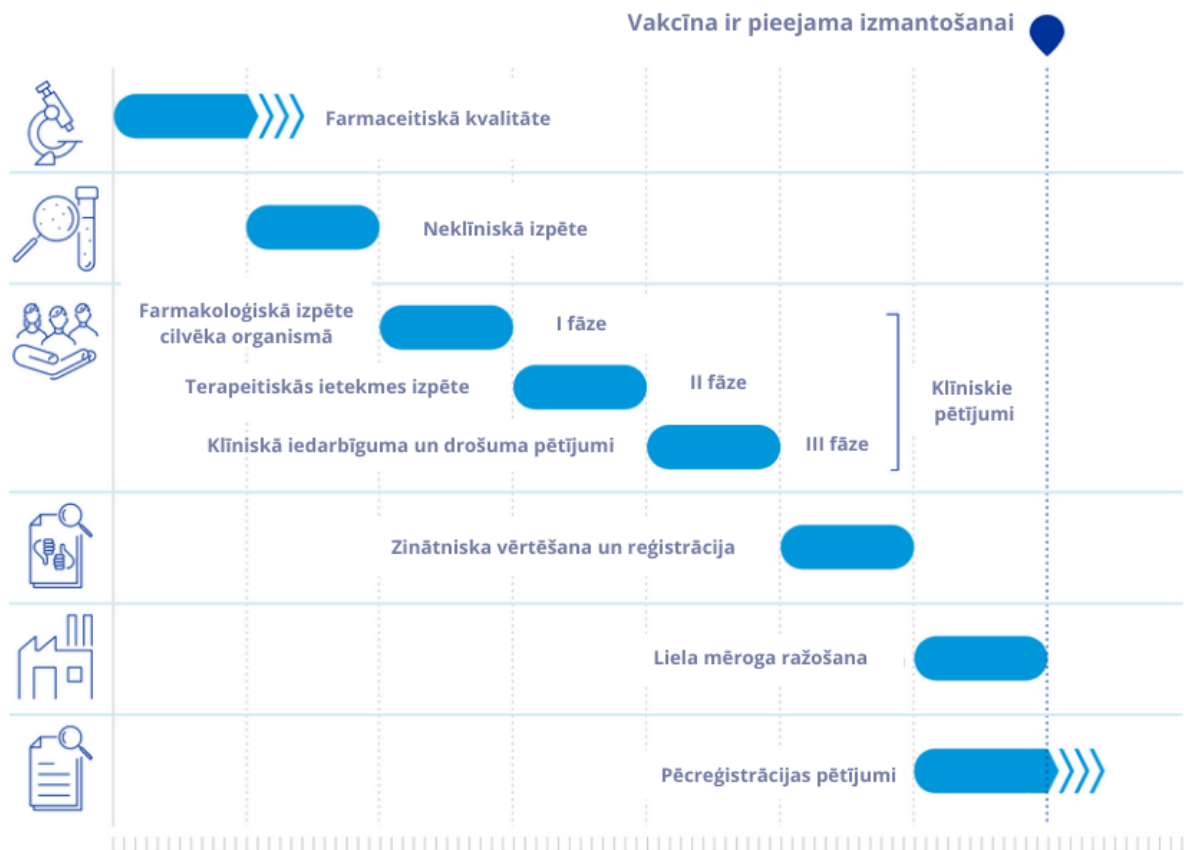 Vakcīna ir pieejama izmantošanai
Farmaceitiskā kvalitāte
Neklīniskā izpēte
Farmakoloģiskā izpēte
cilvēka organismā
I fāze
Terapeitiskās ietekmes izpēte
II fāze
Klīniskā iedarbīguma un drošuma pētījumi
III fāze
Klīniskie
pētījumi
Zinātniska vērtēšana un reģistrācija
Liela mēroga ražošana
Pēcreģistrācijas pētījumi